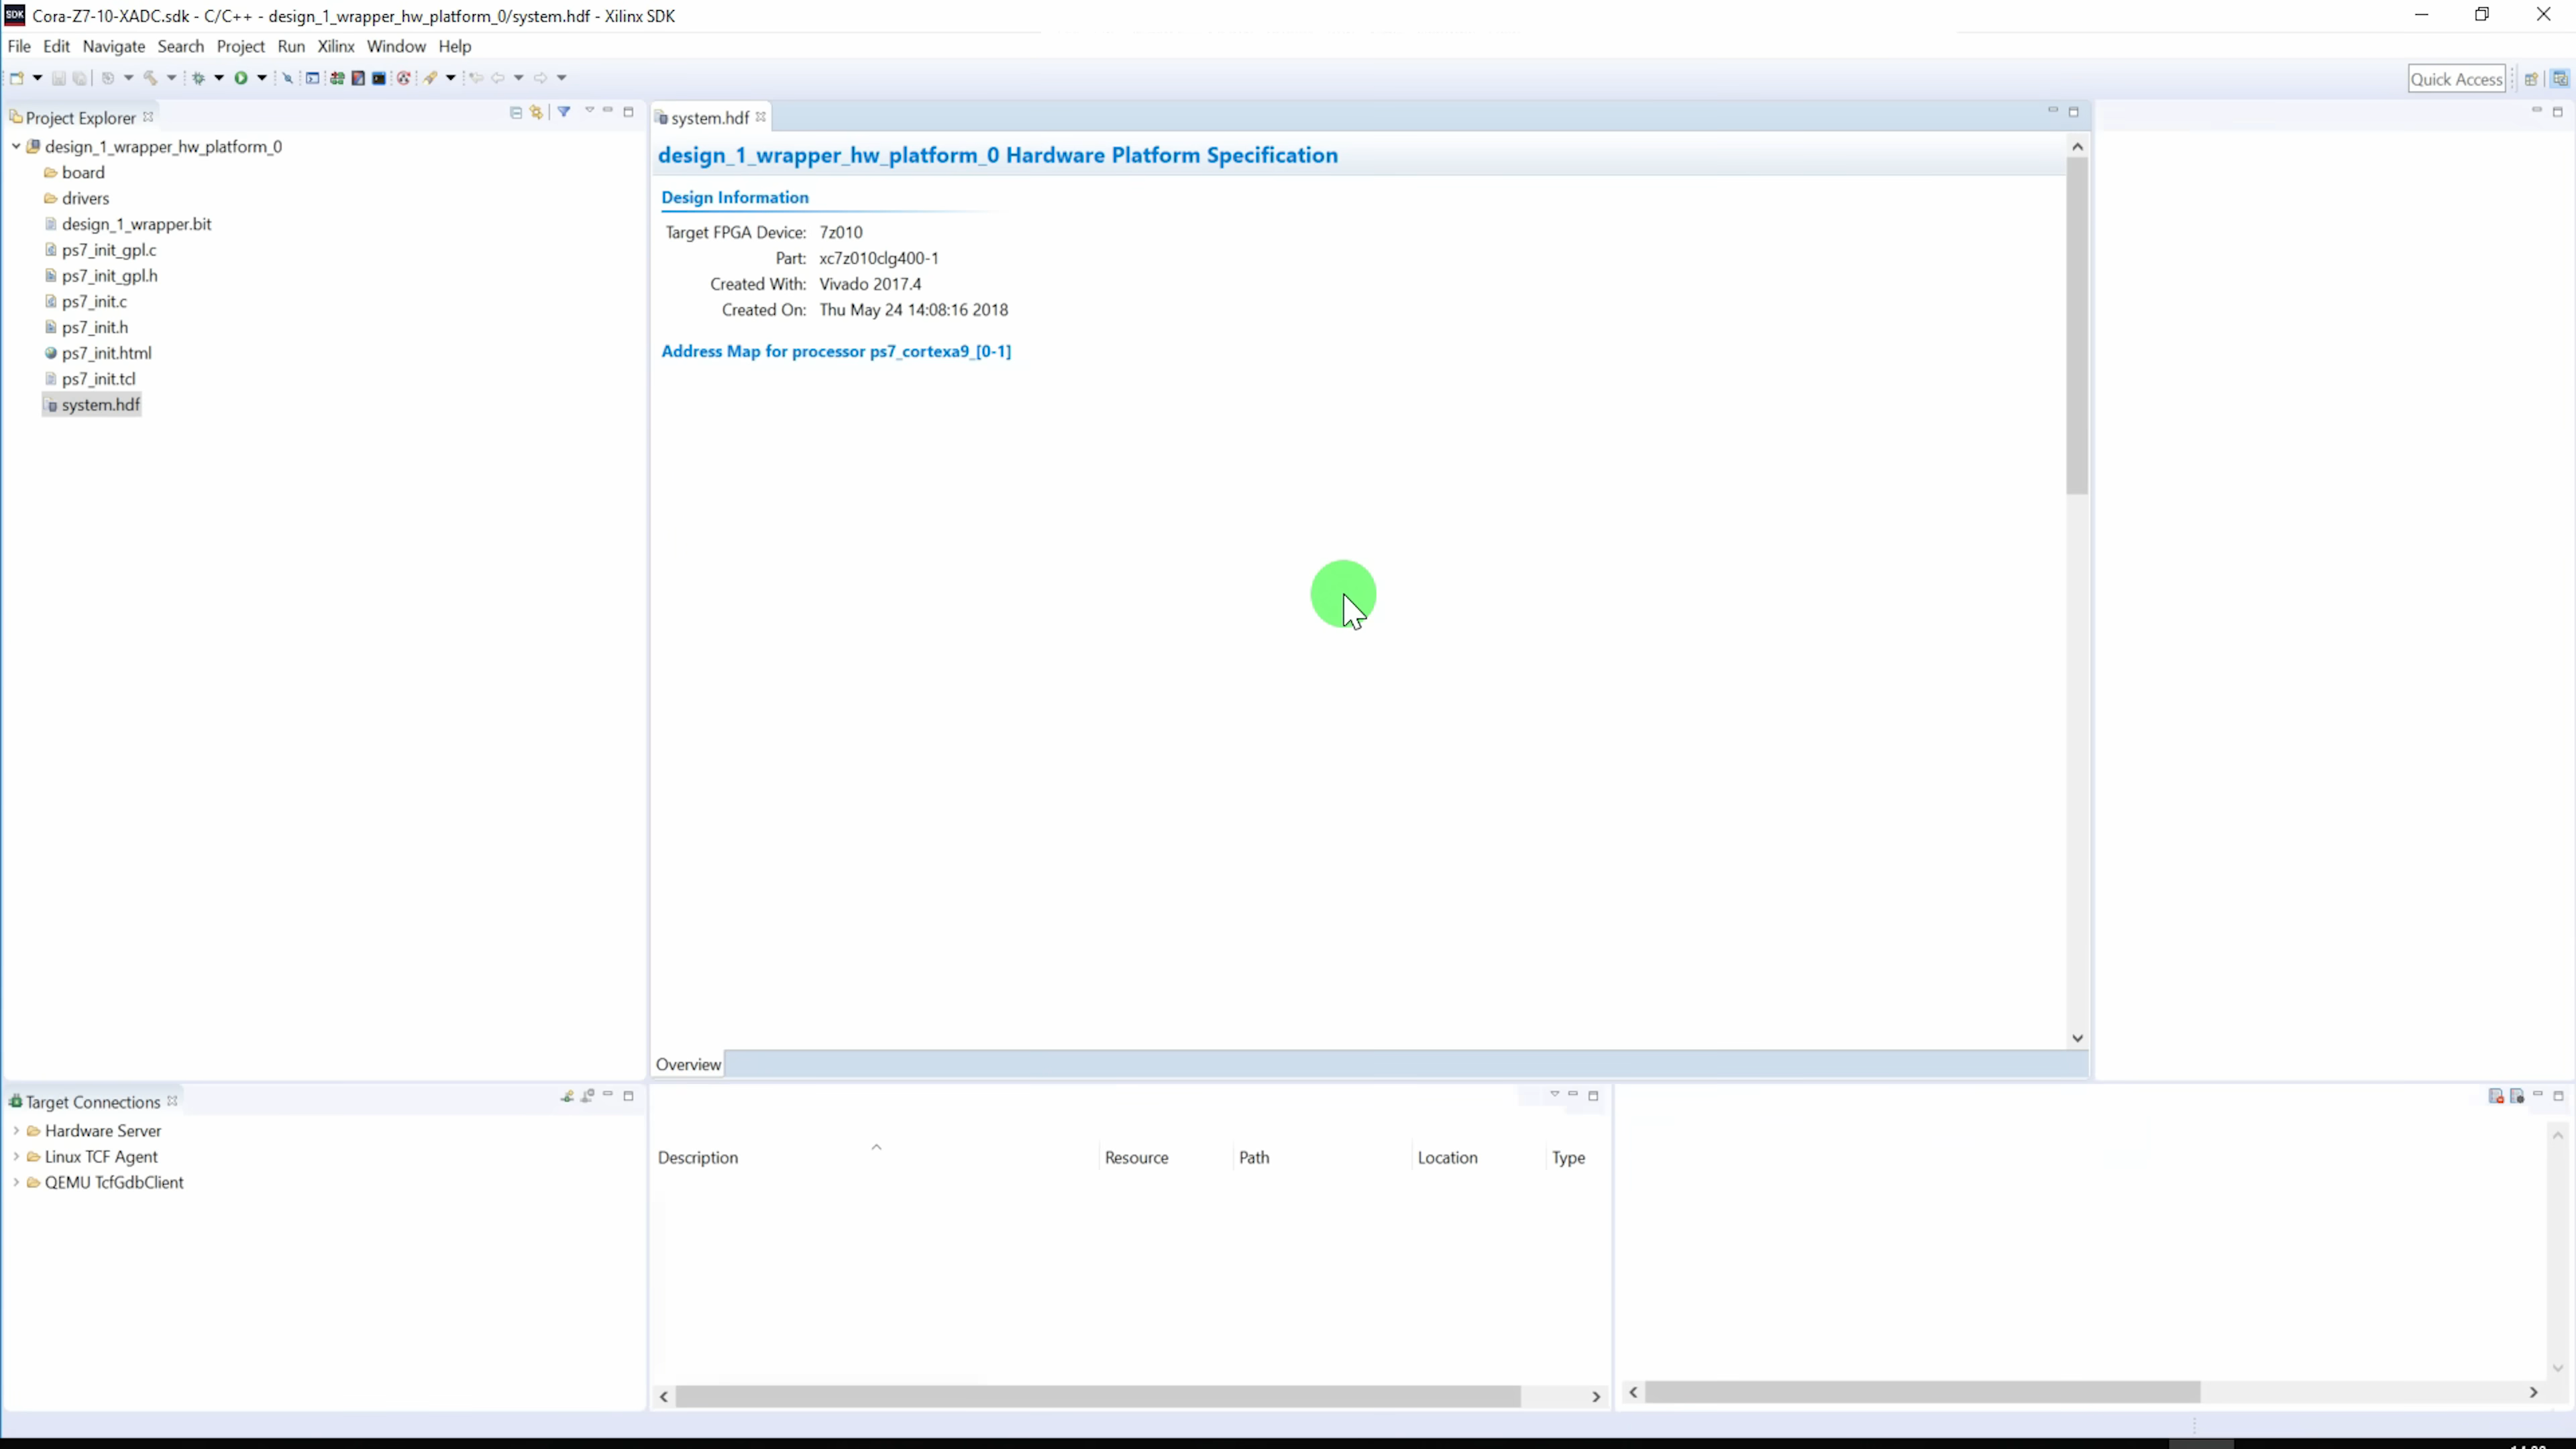 SDK Cora-Z7-10-XADC.sdk - C/C++ - design_1_wrapper_hw_platform_0/system.hdf - Xilinx SDK
File Edit Navigate Search Project Run Xilinx Window Help
Quick Access
Project Explorer
design_1_wrapper_hw_platform_0
board
drivers
design_1_wrapper.bit
ps7_init_gpl.c
ps7_init_gpl.h
ps7_init.c
ps7_init.h
ps7_init.html
ps7_init.tcl
system.hdf
system.hdf
design_1_wrapper_hw_platform_0 Hardware Platform Specification
Design Information
Target FPGA Device: 7z010
Part: xc7z010clg400-1
Created With: Vivado 2017.4
Created On: Thu May 24 14:08:16 2018
Address Map for processor ps7_cortexa9_[0-1]
Overview
Target Connections
Hardware Server
Linux TCF Agent
QEMU TcfGdbClient
Description Resource Path Location Type